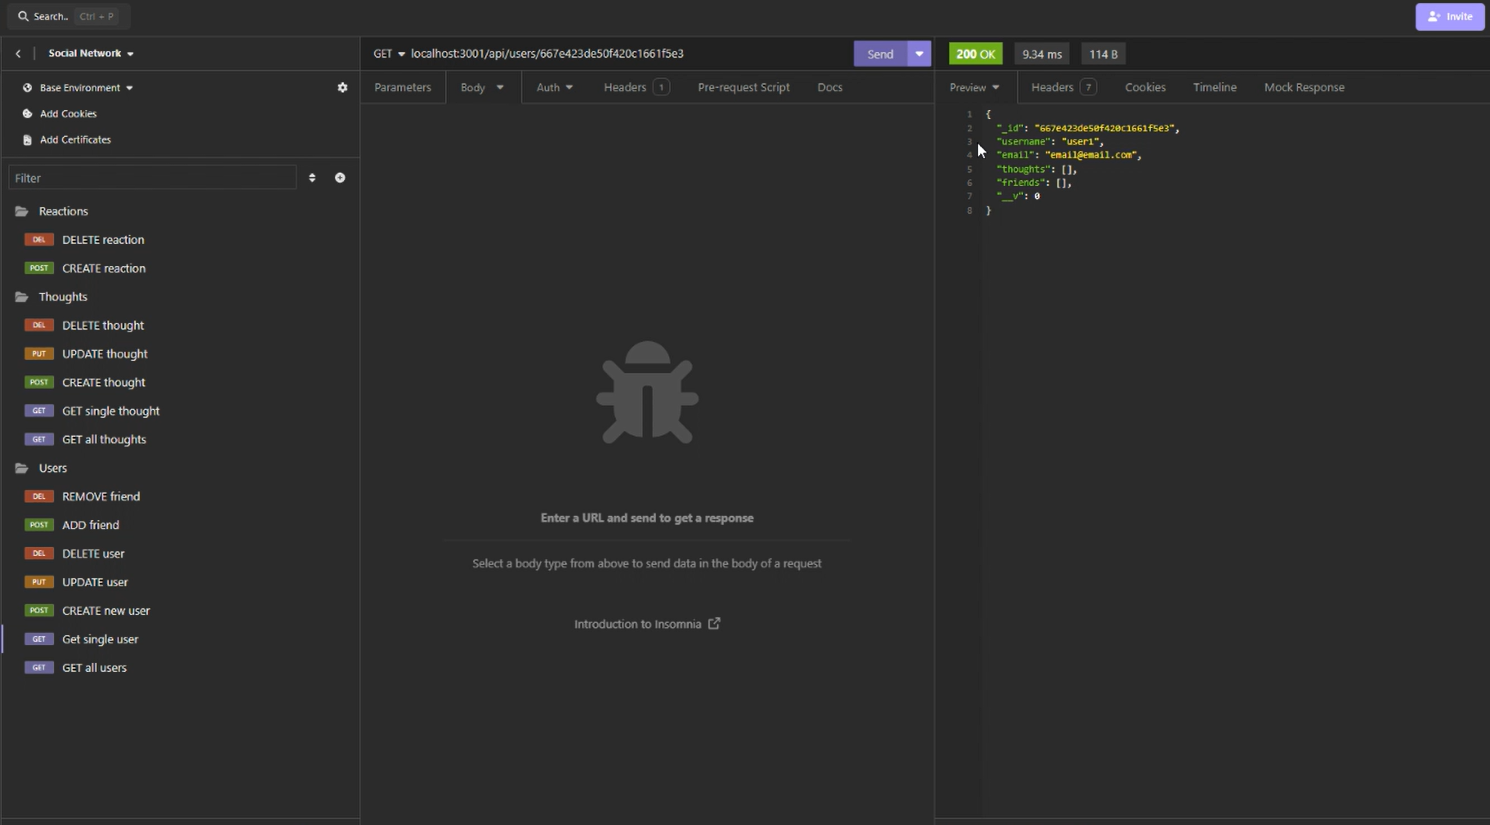 Search.. Ctrl + P
Invite
Social Network
Base Environment
Add Cookies
Add Certificates
Filter
Reactions
DEL DELETE reaction
POST CREATE reaction
Thoughts
DEL DELETE thought
PUT UPDATE thought
POST CREATE thought
GET GET single thought
GET GET all thoughts
Users
DEL REMOVE friend
POST ADD friend
DEL DELETE user
PUT UPDATE user
POST CREATE new user
GET Get single user
GET GET all users
GET localhost:3001/api/users/667e423de50f420c1661f5e3 Send
Parameters Body Auth Headers 1 Pre-request Script Docs
Enter a URL and send to get a response
Select a body type from above to send data in the body of a request
Introduction to Insomnia
200 OK 9.34 ms 114 B
Preview Headers 7 Cookies Timeline Mock Response
1 {
2 "_id": "667e423de50f420c1661f5e3",
3 "username": "user1",
4 "email": "email@email.com",
5 "thoughts": [],
6 "friends": [],
7 "__v": 0
8 }